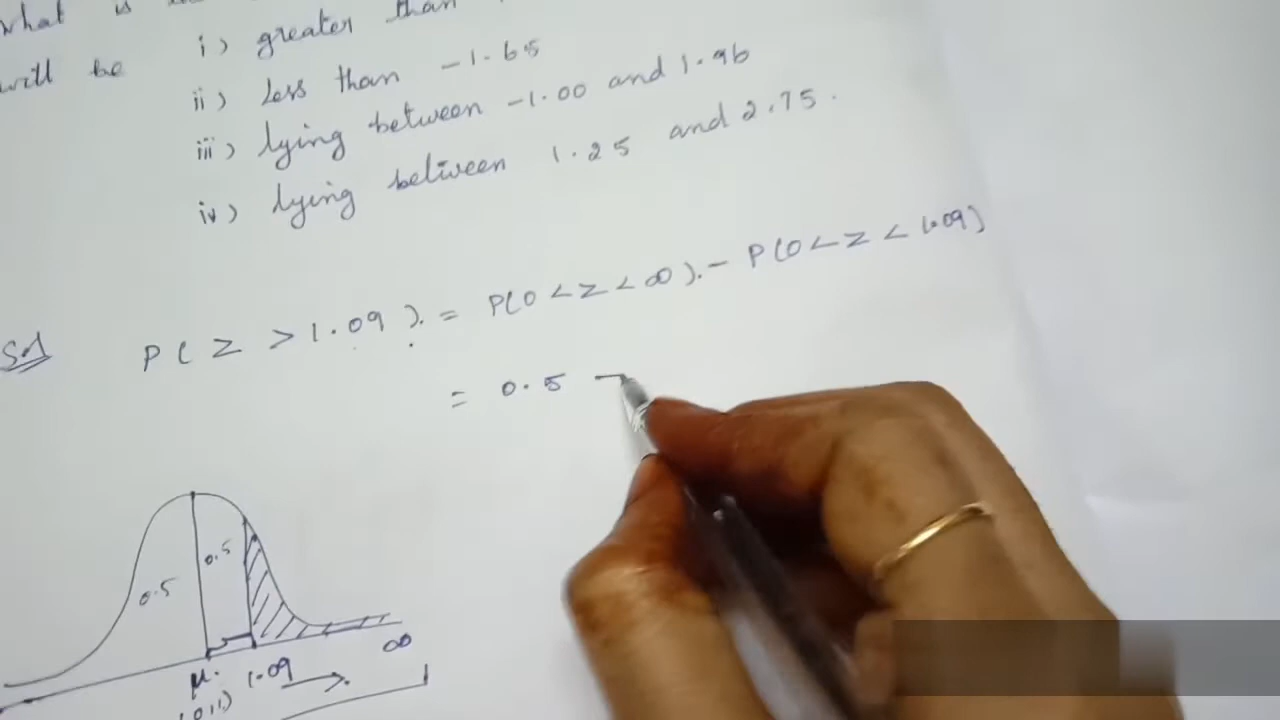 what is
will be i) greater than
ii) Less than -1.65
iii) lying between -1.00 and 1.96
iv) lying between 1.25 and 2.75.
Sol P( Z > 1.09 ). = P(0 < Z < ∞). - P(0 < Z < 1.09)
= 0.5 -
0.5 0.5
μ. 1.09 ∞